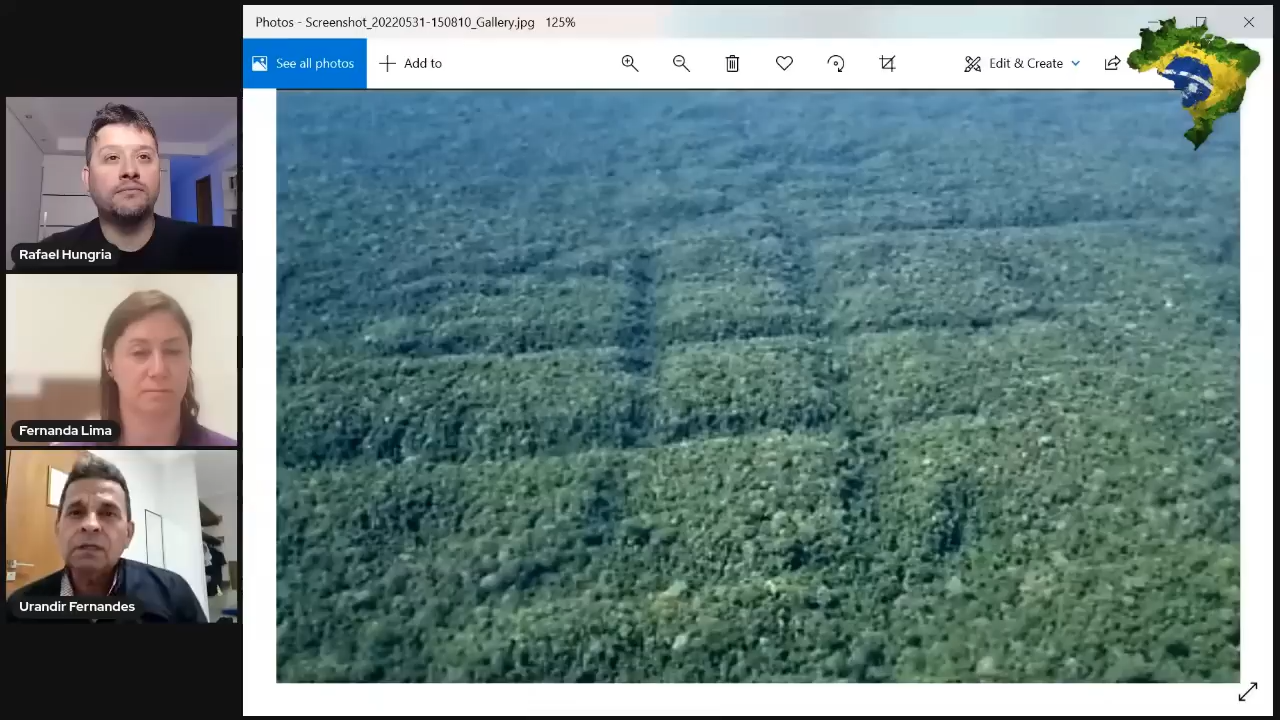 Photos - Screenshot_20220531-150810_Gallery.jpg 125%
See all photos
Add to
Edit & Create
Rafael Hungria
Fernanda Lima
Urandir Fernandes